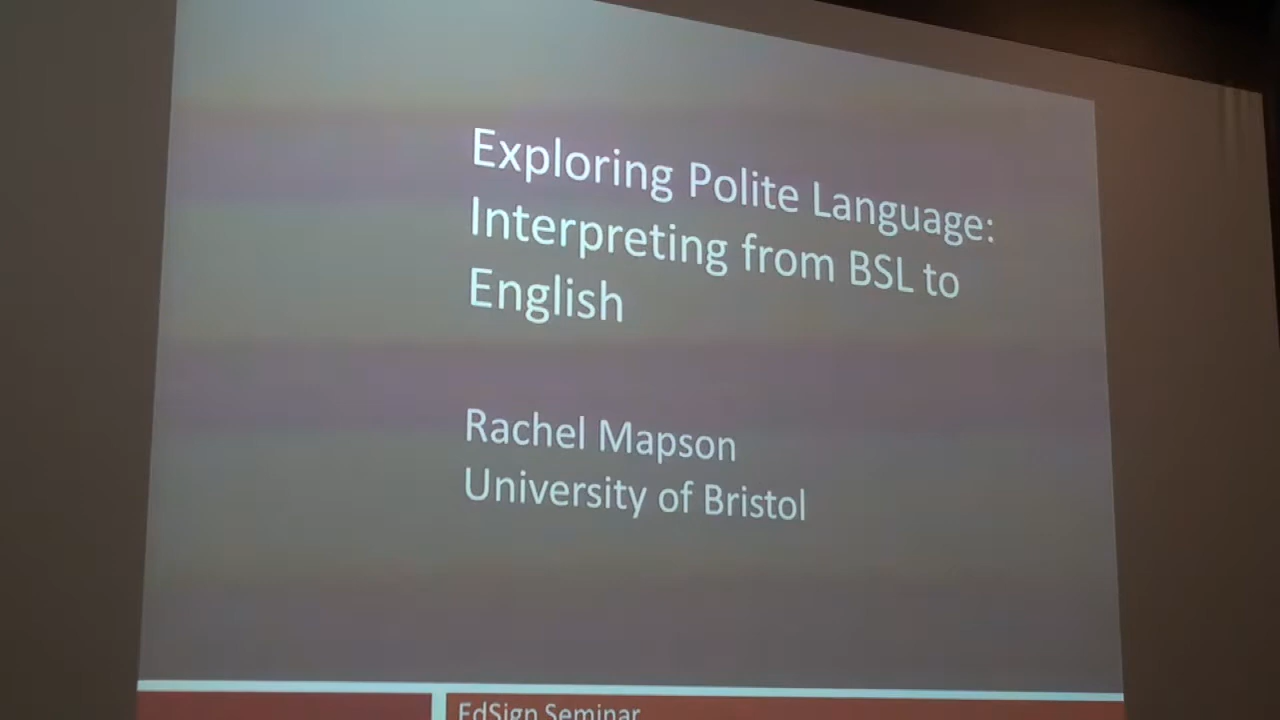 Exploring Polite Language:
Interpreting from BSL to
English
Rachel Mapson
University of Bristol
EdSign Seminar